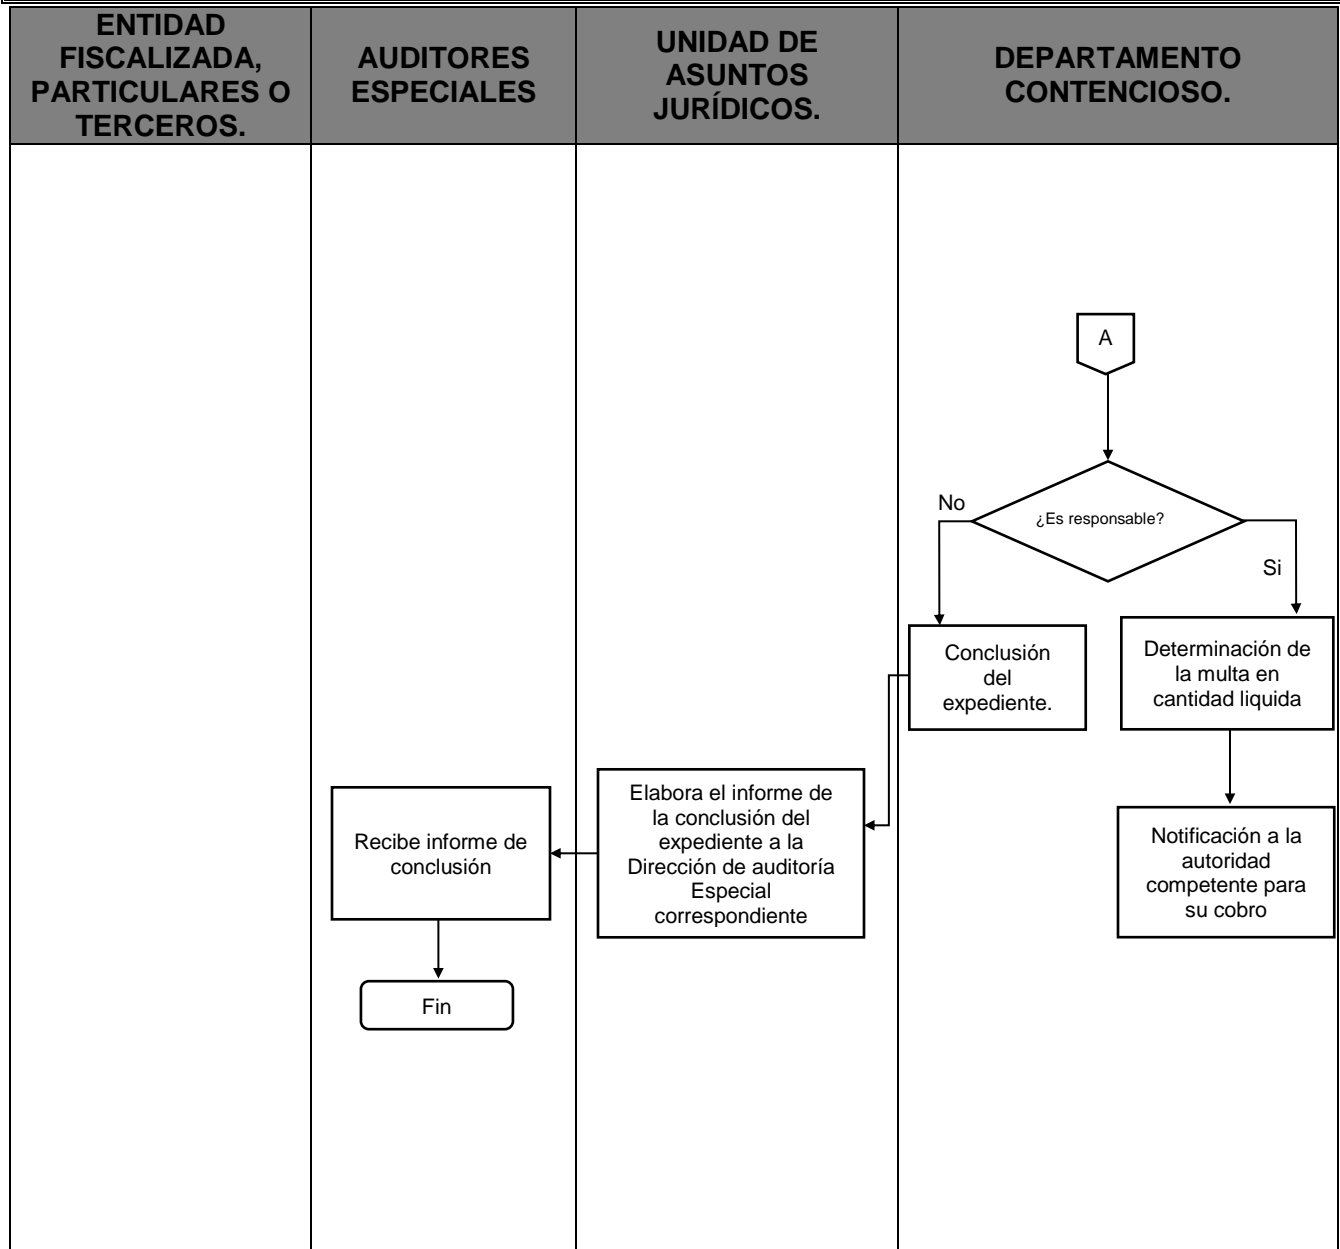 ENTIDAD
FISCALIZADA,
PARTICULARES O
TERCEROS.
AUDITORES
ESPECIALES
UNIDAD DE
ASUNTOS
JURÍDICOS.
DEPARTAMENTO
CONTENCIOSO.
A
¿Es responsable?
No
Si
Conclusión
del
expediente.
Determinación de
la multa en
cantidad liquida
Elabora el informe de
la conclusión del
expediente a la
Dirección de auditoría
Especial
correspondiente
Recibe informe de
conclusión
Notificación a la
autoridad
competente para
su cobro
Fin